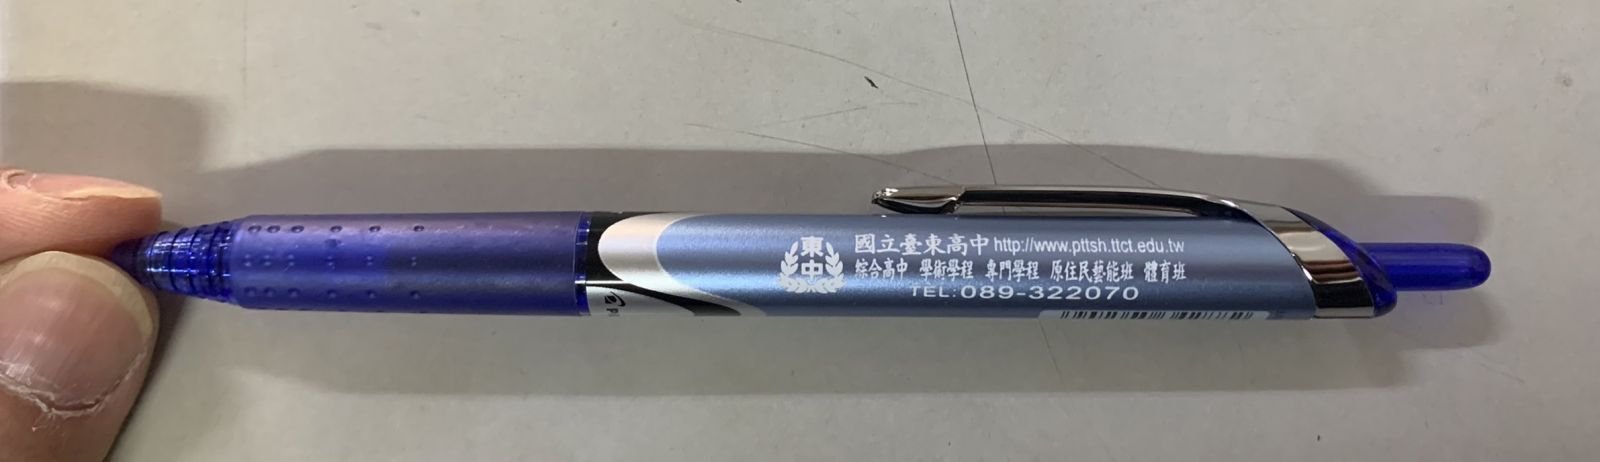 東中
國立臺東高中 http://www.pttsh.ttct.edu.tw
綜合高中 學術學程 專門學程 原住民藝能班 體育班
TEL:089-322070